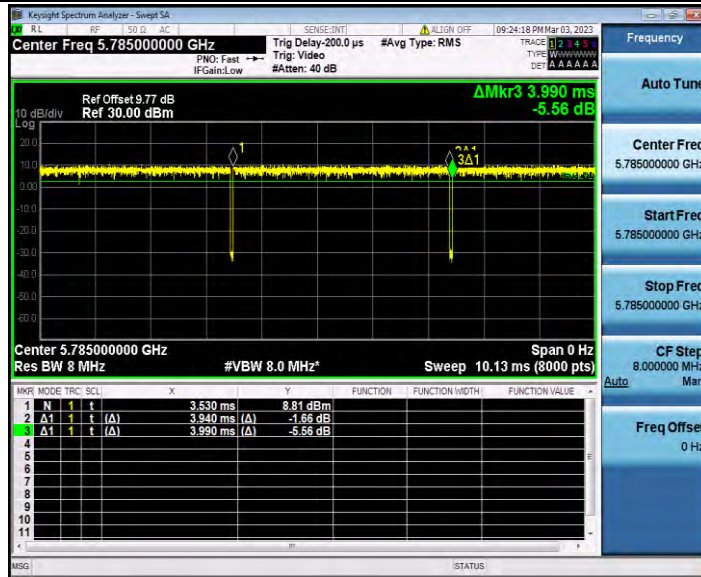 Keysight Spectrum Analyzer - Swept SA
RL RF 50 Ω AC SENSE:INT ALIGN OFF 09:24:18 PM Mar 03, 2023
Center Freq 5.785000000 GHz
PNO: Fast
IFGain:Low
Trig Delay-200.0 µs
Trig: Video
#Atten: 40 dB
#Avg Type: RMS
TRACE 1 2 3 4 5 6
TYPE W
DET A A A A A A
Ref Offset 9.77 dB
10 dB/div Ref 30.00 dBm
Log
ΔMkr3 3.990 ms
-5.56 dB
20.0
10.0
0.00
-10.0
-20.0
-30.0
-40.0
-50.0
-60.0
1
3Δ1
Center 5.785000000 GHz Span 0 Hz
Res BW 8 MHz #VBW 8.0 MHz* Sweep 10.13 ms (8000 pts)
MKR MODE TRC SCL X Y FUNCTION FUNCTION WIDTH FUNCTION VALUE
1 N 1 t 3.530 ms 8.81 dBm
2 Δ1 1 t (Δ) 3.940 ms (Δ) -1.66 dB
3 Δ1 1 t (Δ) 3.990 ms (Δ) -5.56 dB
4
5
6
7
8
9
10
11
MSG STATUS
Frequency
Auto Tune
Center Freq
5.785000000 GHz
Start Freq
5.785000000 GHz
Stop Freq
5.785000000 GHz
CF Step
8.000000 MHz
Auto Man
Freq Offset
0 Hz